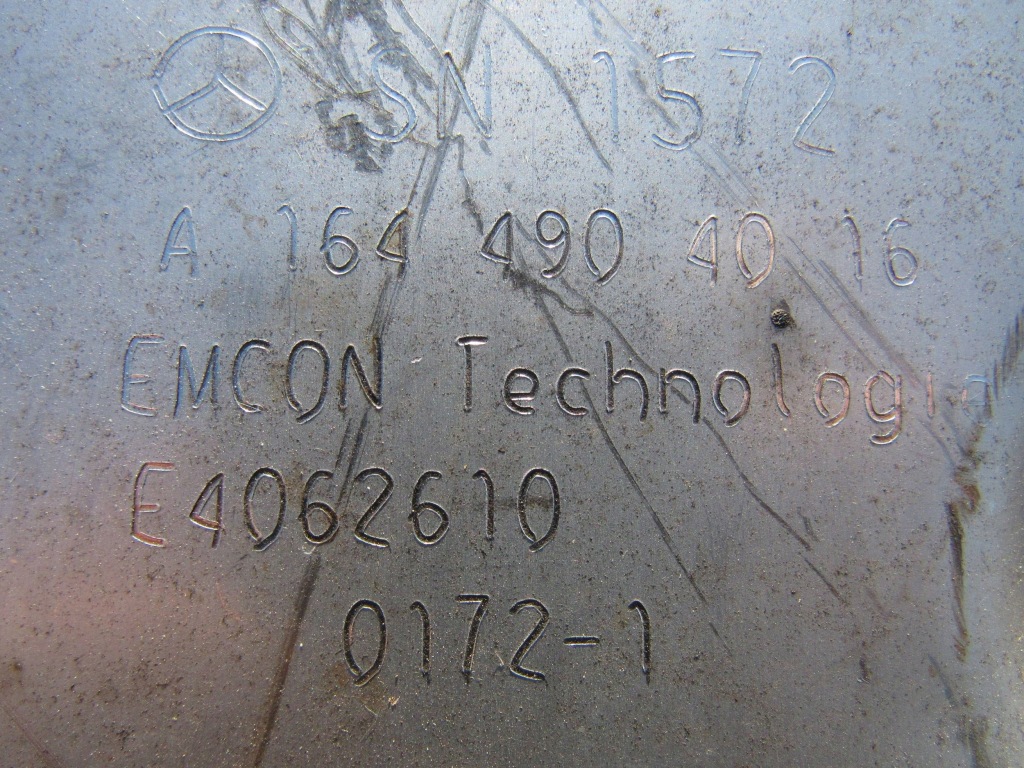 SN 1572
A 164 490 40 16
EMCON Technologi
E4062610
0172-1